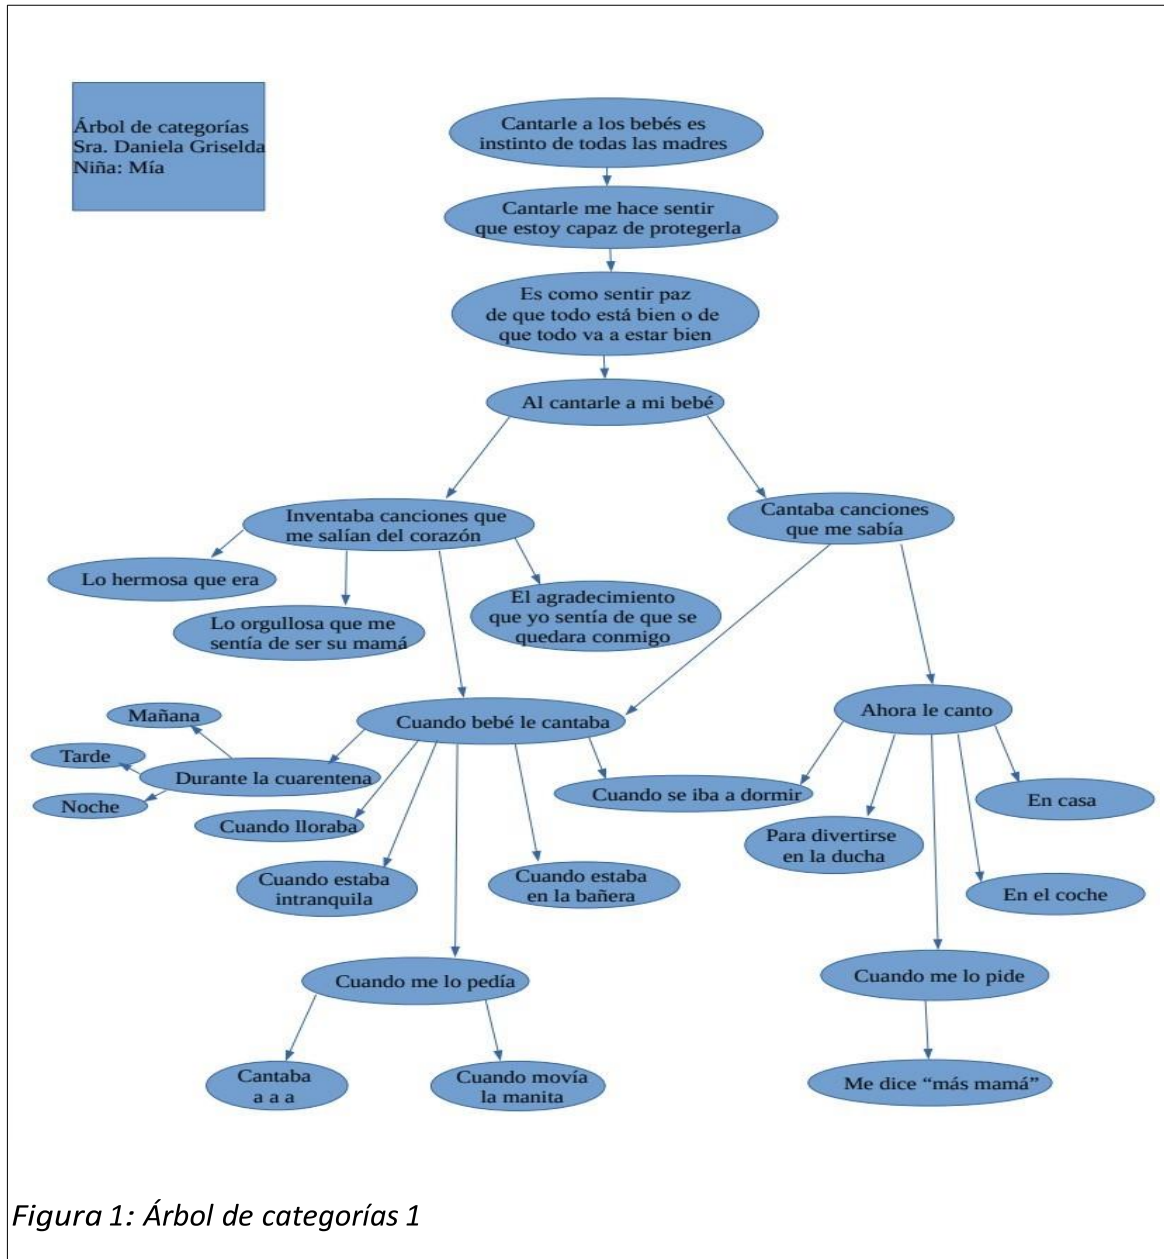 Árbol de categorías
Sra. Daniela Griselda
Niña: Mía
Cantarle a los bebés es
instinto de todas las madres
Cantarle me hace sentir
que estoy capaz de protegerla
Es como sentir paz
de que todo está bien o de
que todo va a estar bien
Al cantarle a mi bebé
Inventaba canciones que
me salían del corazón
Cantaba canciones
que me sabía
Lo hermosa que era
Lo orgullosa que me
sentía de ser su mamá
El agradecimiento
que yo sentía de que se
quedara conmigo
Cuando bebé le cantaba
Ahora le canto
Mañana
Tarde
Noche
Durante la cuarentena
Cuando lloraba
Cuando estaba
intranquila
Cuando estaba
en la bañera
Cuando se iba a dormir
Para divertirse
en la ducha
En casa
En el coche
Cuando me lo pedía
Cuando me lo pide
Cantaba
a a a
Cuando movía
la manita
Me dice “más mamá”
Figura 1: Árbol de categorías 1